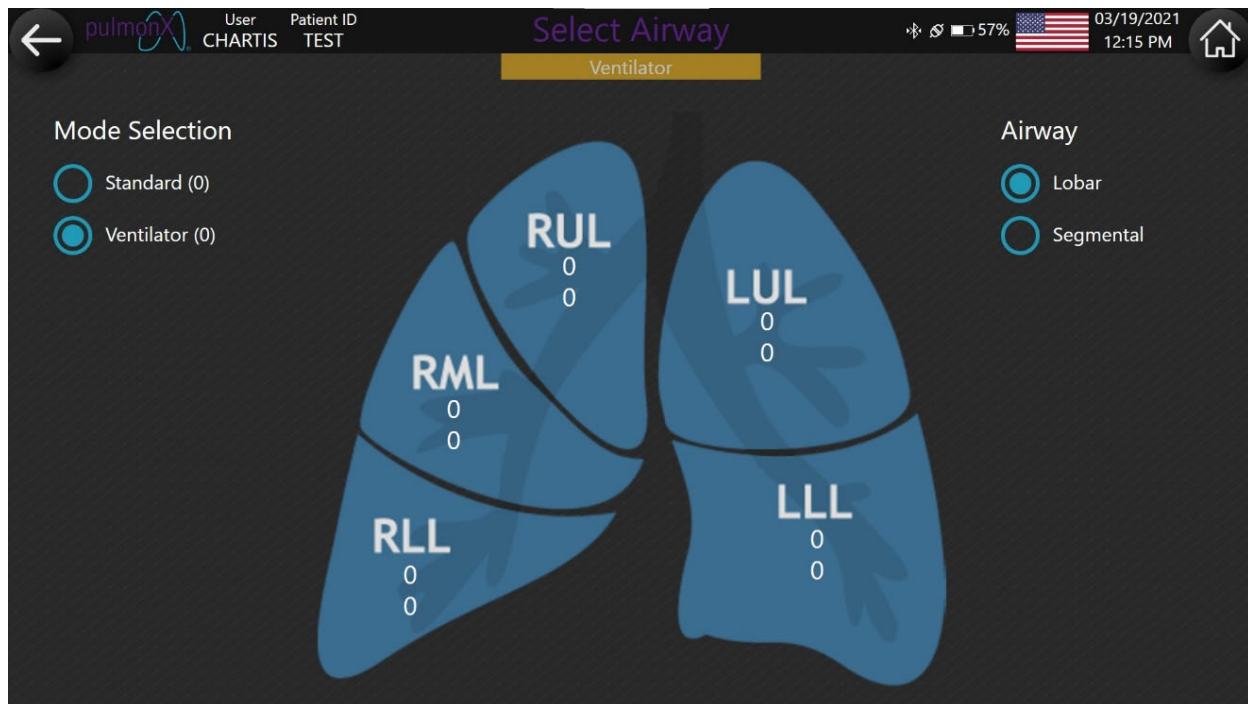 pulmonX
User
CHARTIS
Patient ID
TEST
Select Airway
57%
03/19/2021
12:15 PM
Ventilator
Mode Selection
Standard (0)
Ventilator (0)
Airway
Lobar
Segmental
RUL
0
0
LUL
0
0
RML
0
0
RLL
0
0
LLL
0
0